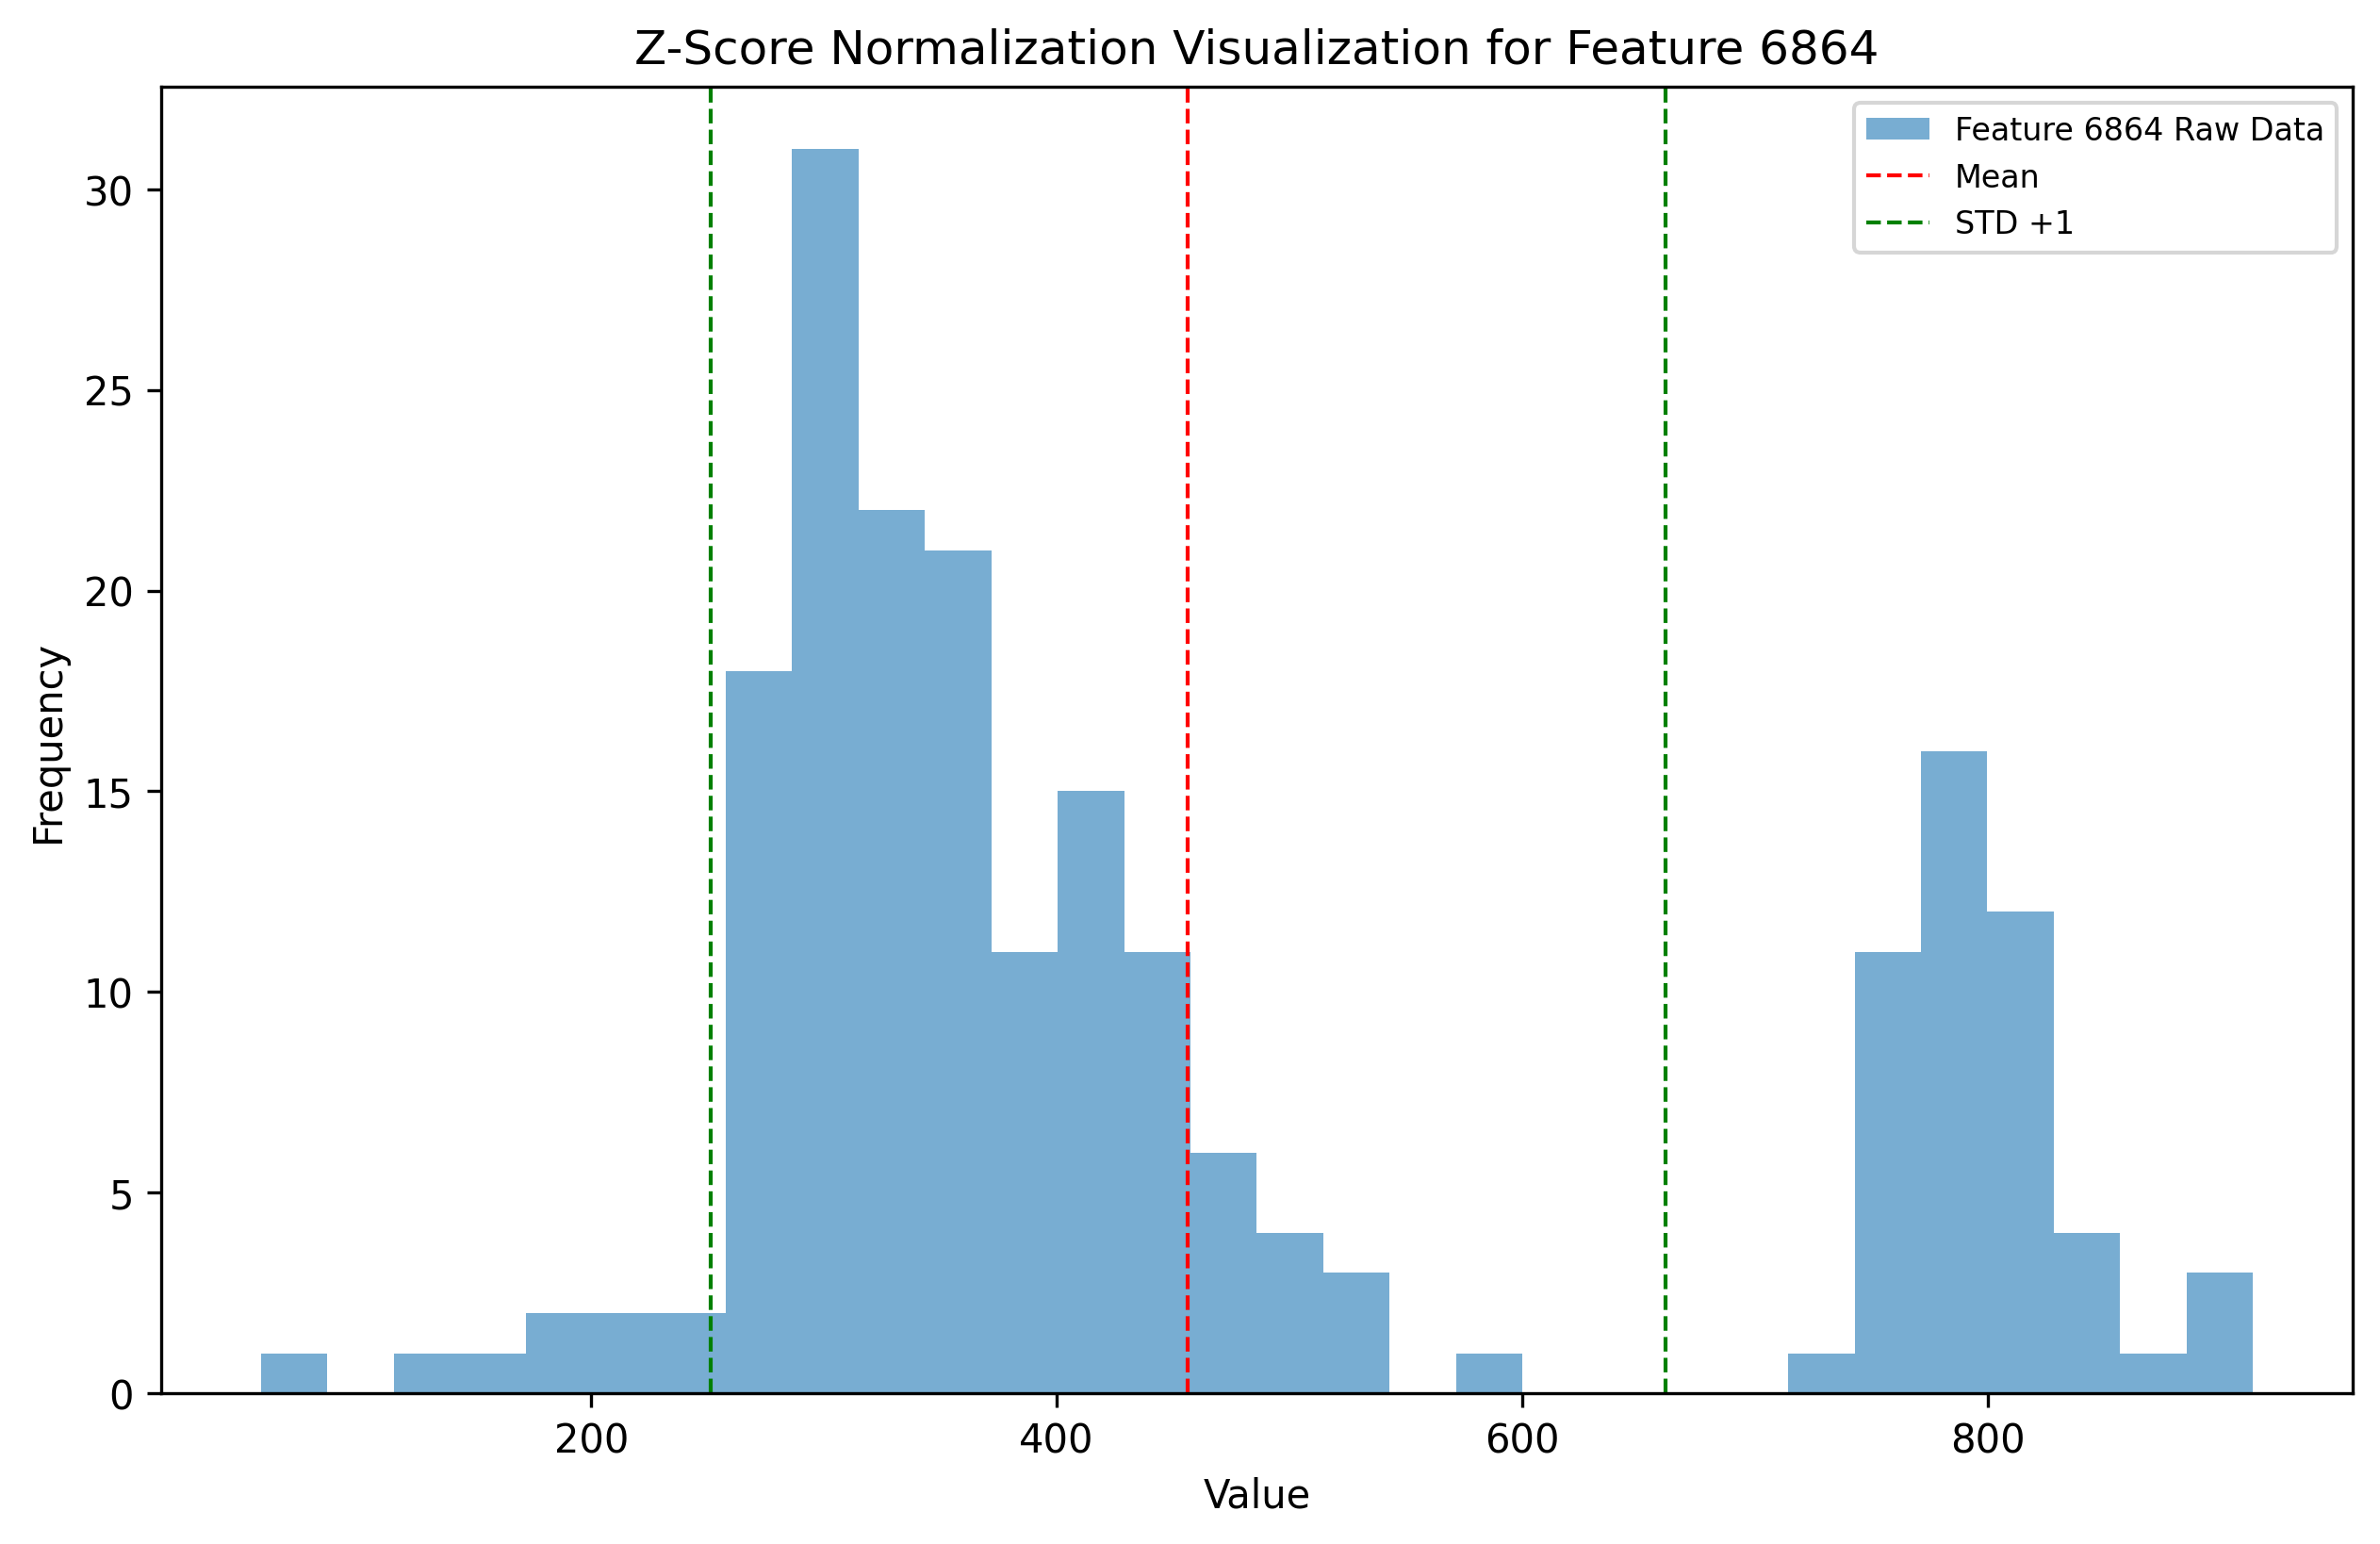 Z-Score Normalization Visualization for Feature 6864
Feature 6864 Raw Data
Mean
STD +1
30
25
20
15
10
5
0
Frequency
200
400
600
800
Value